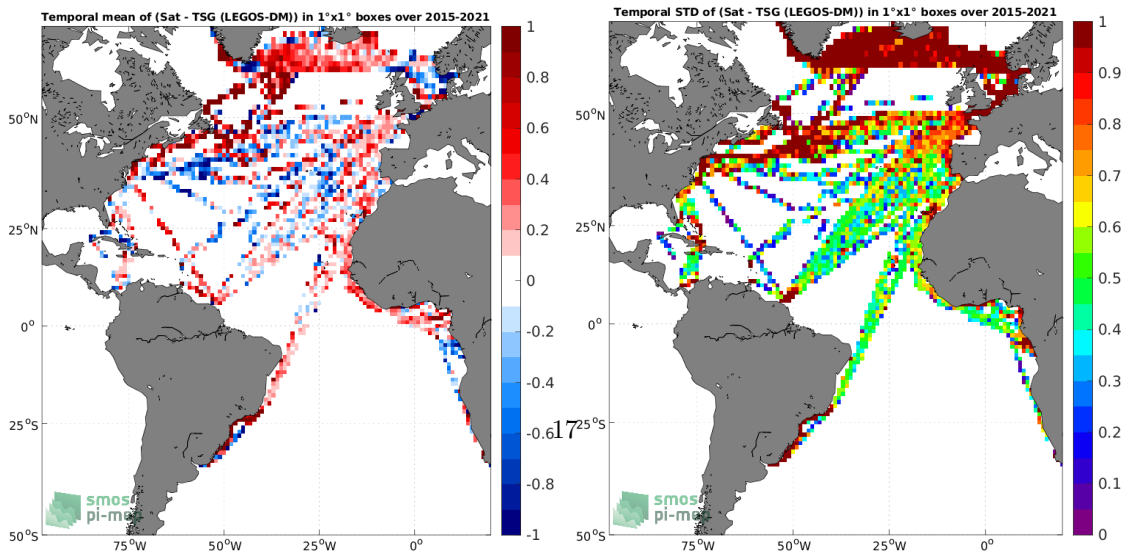 Temporal mean of (Sat - TSG (LEGOS-DM)) in 1°x1° boxes over 2015-2021
50°N
25°N
0°
25°S
50°S
75°W
50°W
25°W
0°
1
0.8
0.6
0.4
0.2
0
-0.2
-0.4
-0.6
-0.8
-1
smos
pi-mep
17
Temporal STD of (Sat - TSG (LEGOS-DM)) in 1°x1° boxes over 2015-2021
50°N
25°N
0°
25°S
50°S
75°W
50°W
25°W
0°
1
0.9
0.8
0.7
0.6
0.5
0.4
0.3
0.2
0.1
0
smos
pi-mep